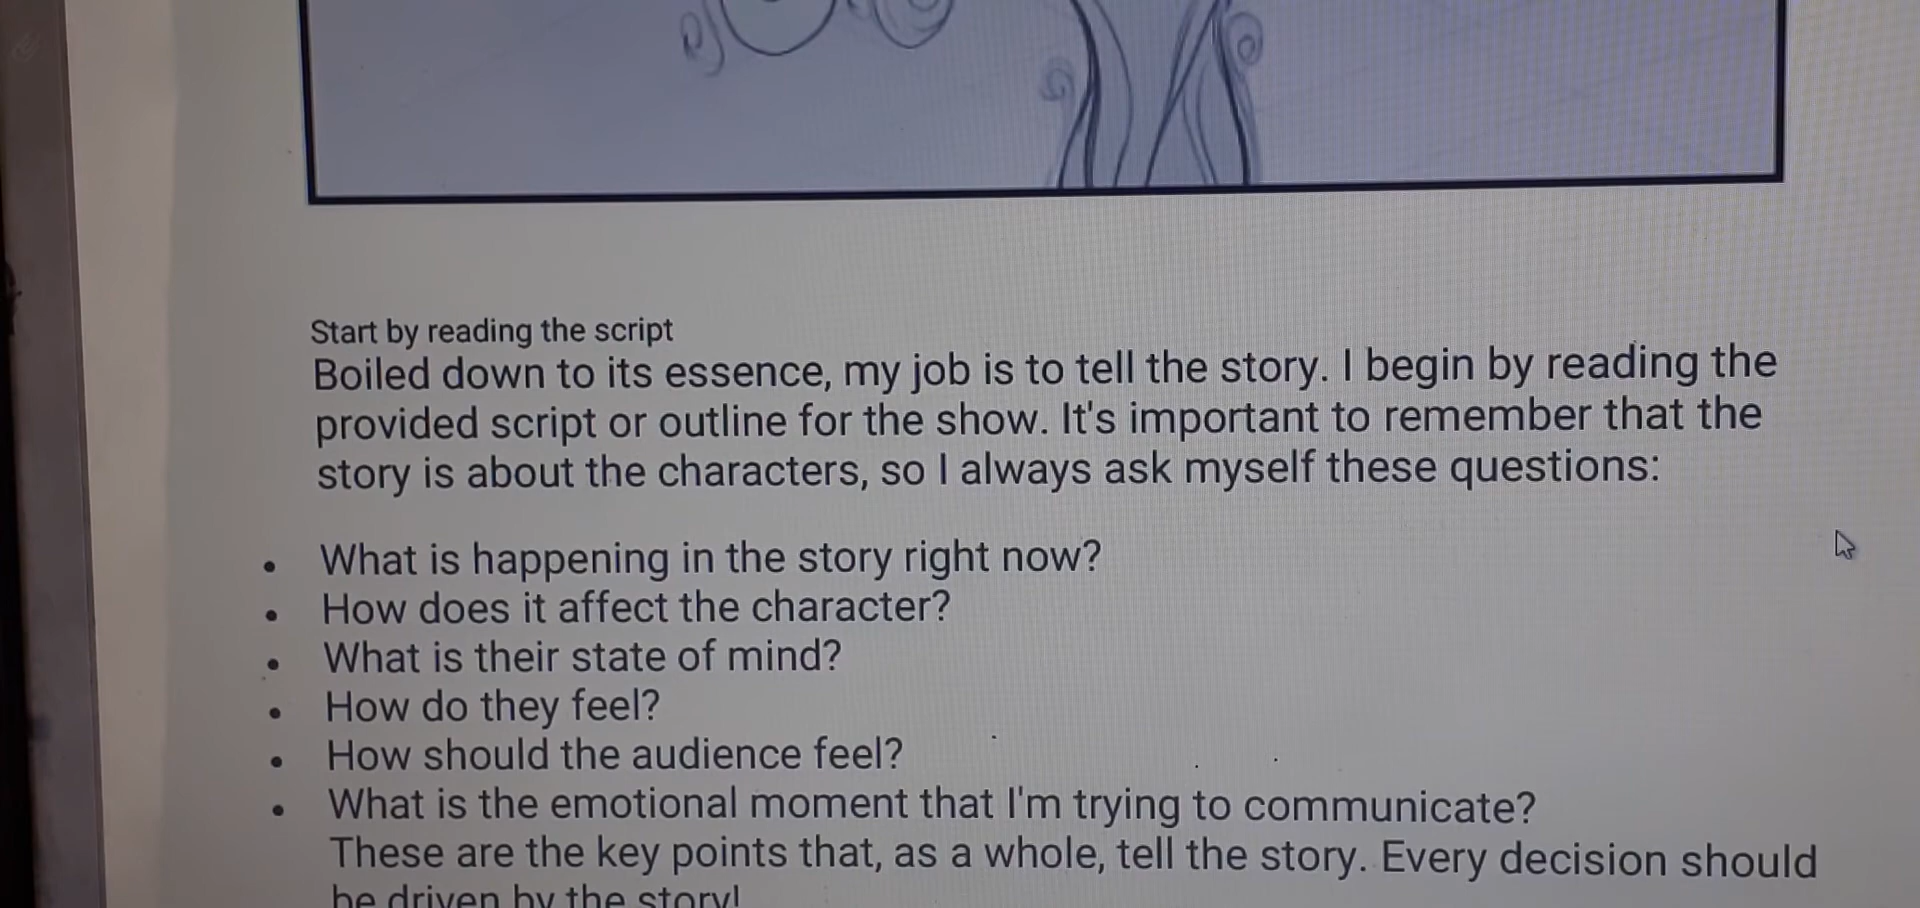 Start by reading the script
Boiled down to its essence, my job is to tell the story. I begin by reading the
provided script or outline for the show. It's important to remember that the
story is about the characters, so I always ask myself these questions:
• What is happening in the story right now?
• How does it affect the character?
• What is their state of mind?
• How do they feel?
• How should the audience feel?
• What is the emotional moment that I'm trying to communicate?
These are the key points that, as a whole, tell the story. Every decision should
be driven by the story!